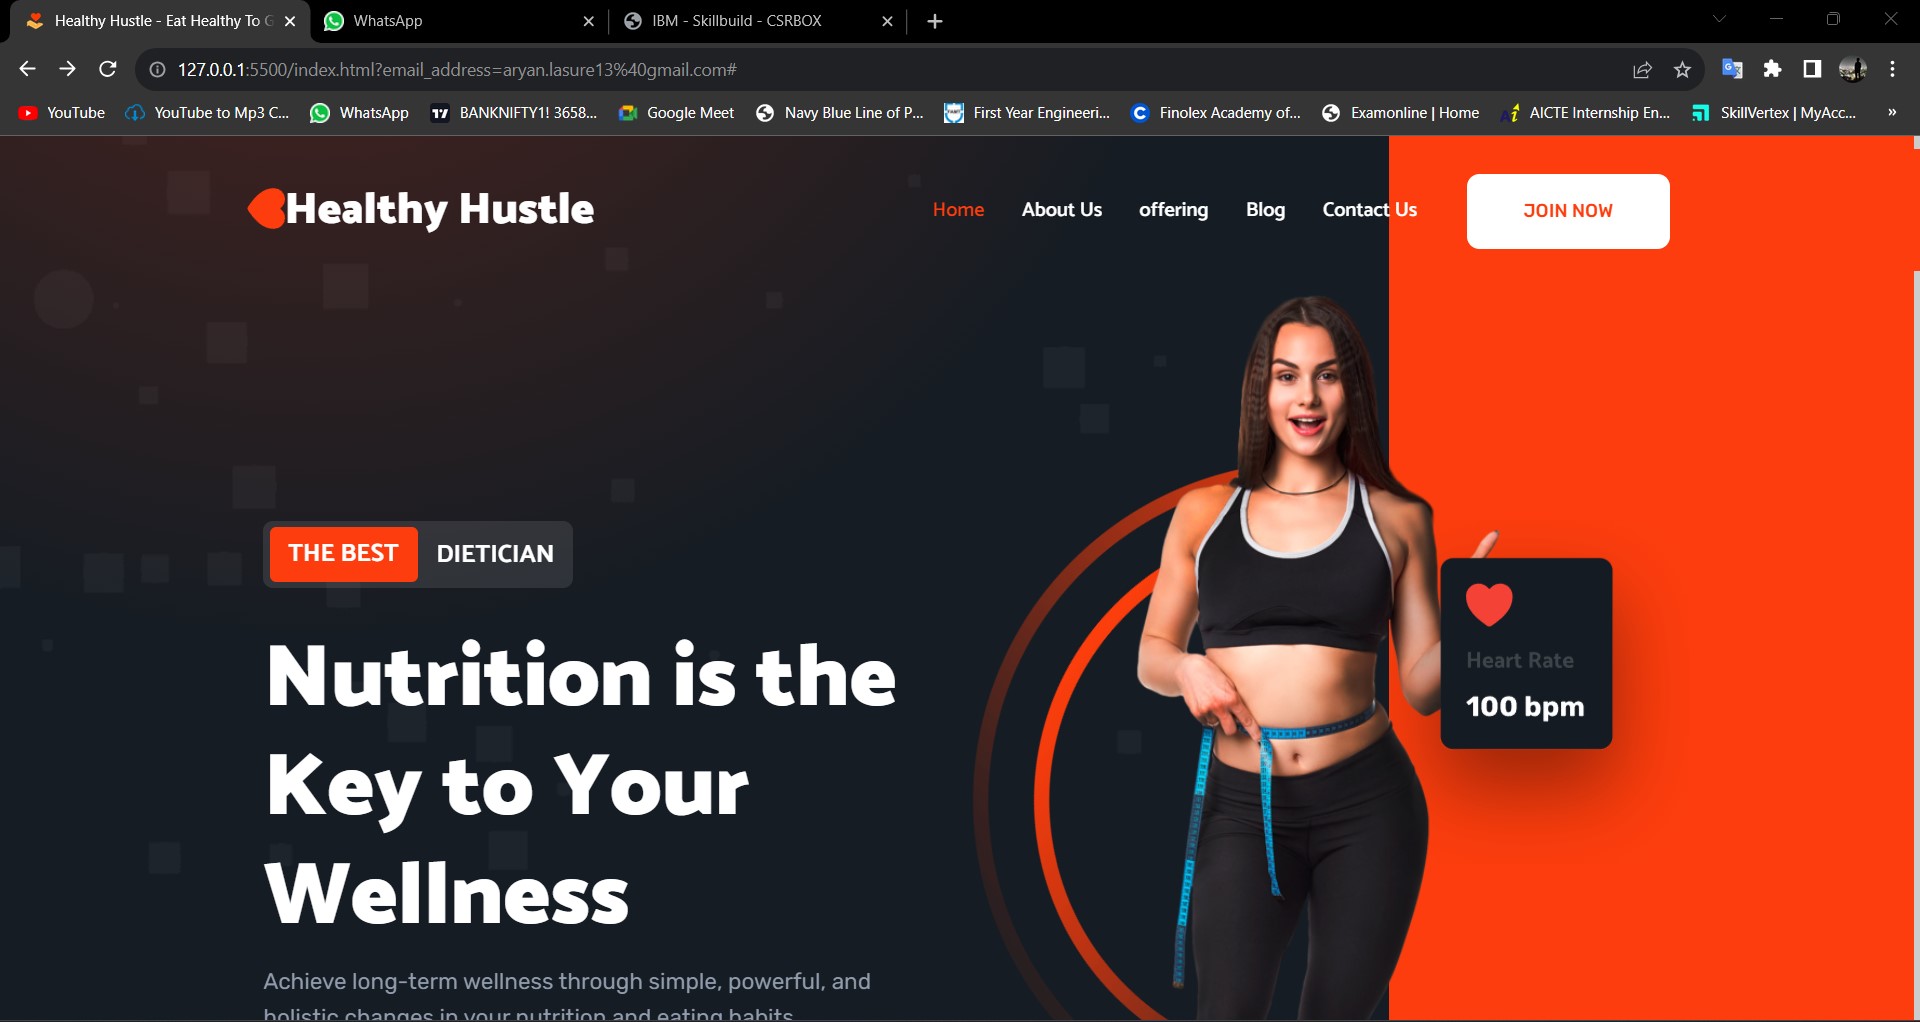 Healthy Hustle - Eat Healthy To G
WhatsApp
IBM - Skillbuild - CSRBOX
127.0.0.1:5500/index.html?email_address=aryan.lasure13%40gmail.com#
YouTube
YouTube to Mp3 C...
WhatsApp
BANKNIFTY1! 3658...
Google Meet
Navy Blue Line of P...
First Year Engineeri...
Finolex Academy of...
Examonline | Home
AICTE Internship En...
SkillVertex | MyAcc...
Healthy Hustle
Home
About Us
offering
Blog
Contact Us
JOIN NOW
THE BEST DIETICIAN
Nutrition is the
Key to Your
Wellness
Achieve long-term wellness through simple, powerful, and
holistic changes in your nutrition and eating habits
Heart Rate
100 bpm